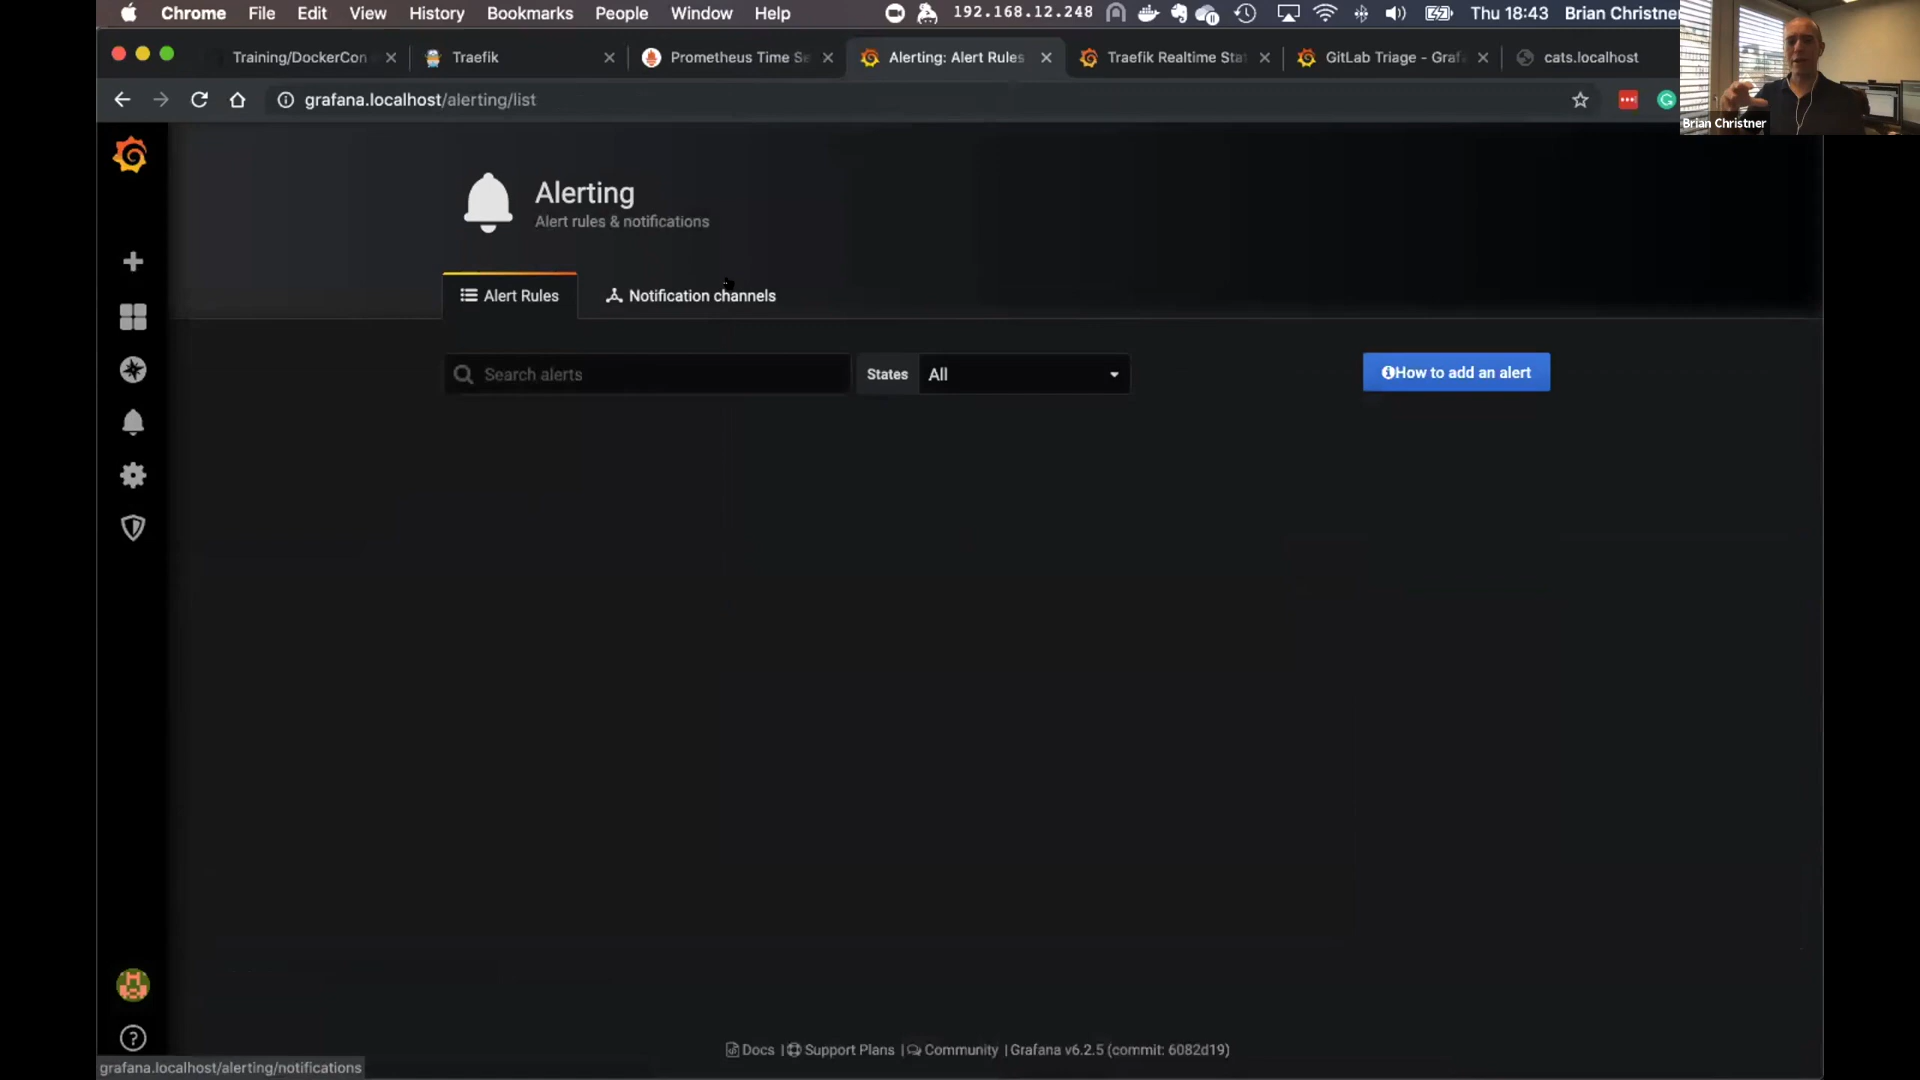 Chrome File Edit View History Bookmarks People Window Help 192.168.12.248 Thu 18:43 Brian Christner
Training/DockerCon Traefik Prometheus Time Se Alerting: Alert Rules Traefik Realtime Stat GitLab Triage - Graf cats.localhost
grafana.localhost/alerting/list
Brian Christner
Alerting
Alert rules & notifications
Alert Rules Notification channels
Search alerts States All How to add an alert
Docs | Support Plans | Community | Grafana v6.2.5 (commit: 6082d19)
grafana.localhost/alerting/notifications